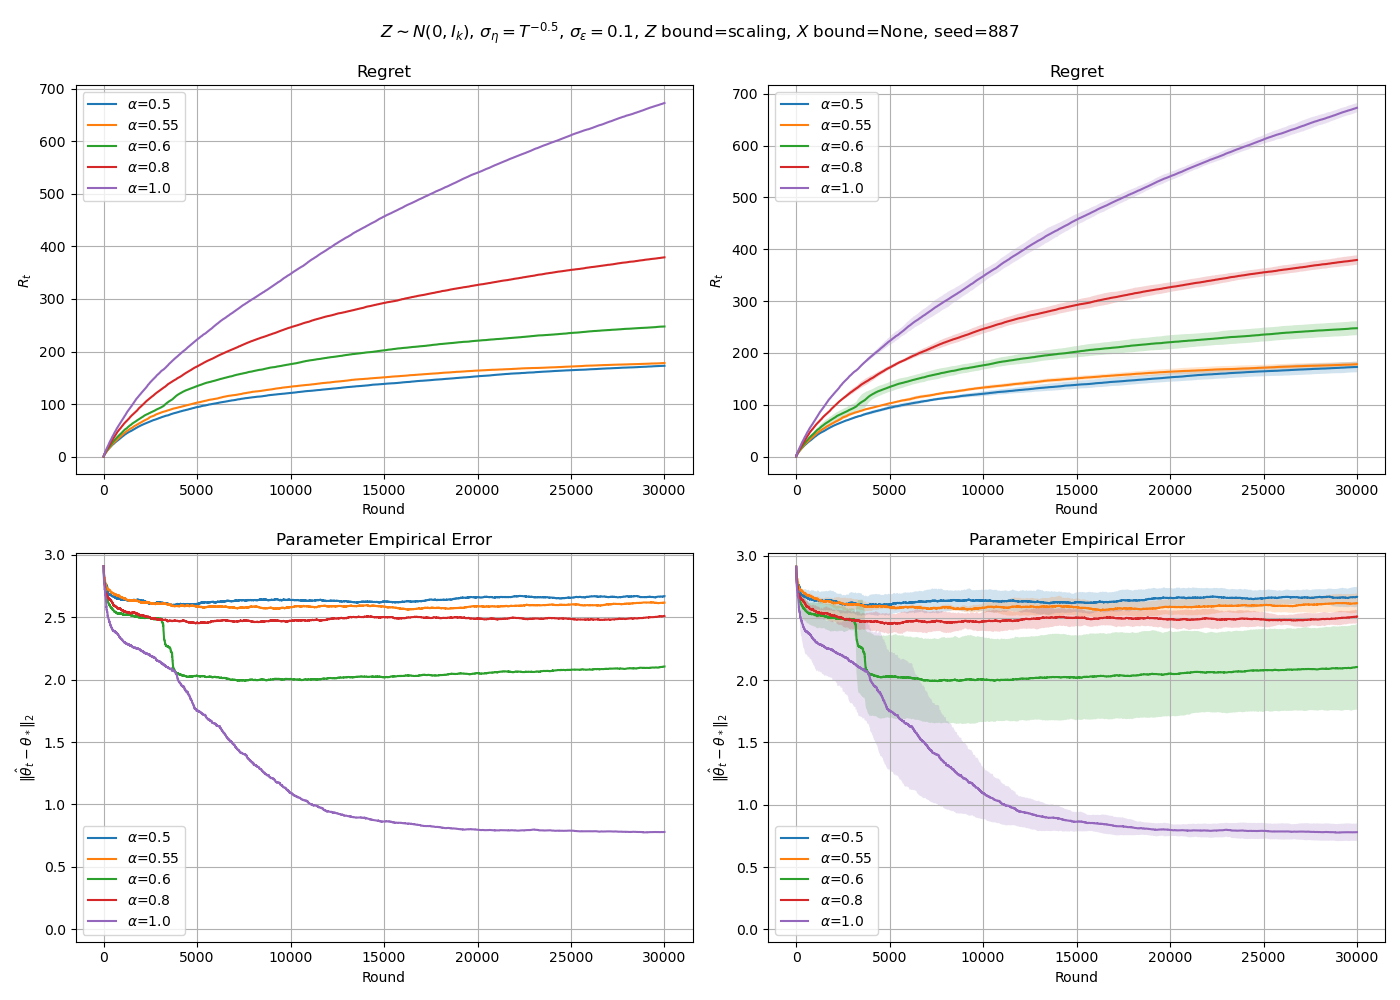 Z ∼ N(0, I_k), σ_η = T^{−0.5}, σ_ε = 0.1, Z bound=scaling, X bound=None, seed=887
Regret
700
600
500
400
300
200
100
0
R_t
α=0.5
α=0.55
α=0.6
α=0.8
α=1.0
0 5000 10000 15000 20000 25000 30000
Round
Regret
700
600
500
400
300
200
100
0
R_t
α=0.5
α=0.55
α=0.6
α=0.8
α=1.0
0 5000 10000 15000 20000 25000 30000
Round
Parameter Empirical Error
3.0
2.5
2.0
1.5
1.0
0.5
0.0
‖θ̂_t − θ_*‖_2
α=0.5
α=0.55
α=0.6
α=0.8
α=1.0
0 5000 10000 15000 20000 25000 30000
Round
Parameter Empirical Error
3.0
2.5
2.0
1.5
1.0
0.5
0.0
‖θ̂_t − θ_*‖_2
α=0.5
α=0.55
α=0.6
α=0.8
α=1.0
0 5000 10000 15000 20000 25000 30000
Round